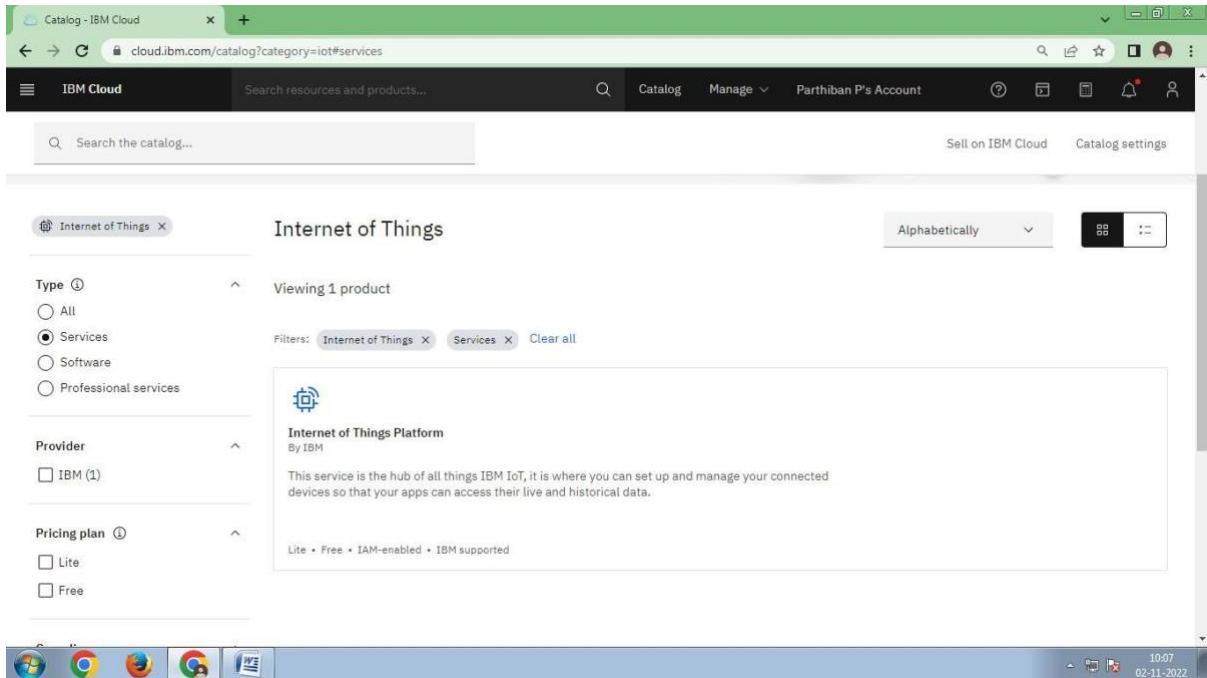 Catalog - IBM Cloud
cloud.ibm.com/catalog?category=iot#services
IBM Cloud
Search resources and products...
Catalog
Manage
Parthiban P's Account
Search the catalog...
Sell on IBM Cloud
Catalog settings
Internet of Things
Internet of Things
Alphabetically
Type
All
Services
Software
Professional services
Viewing 1 product
Filters: Internet of Things Services Clear all
Internet of Things Platform
By IBM
This service is the hub of all things IBM IoT, it is where you can set up and manage your connected
devices so that your apps can access their live and historical data.
Lite • Free • IAM-enabled • IBM supported
Provider
IBM (1)
Pricing plan
Lite
Free
10:07
02-11-2022